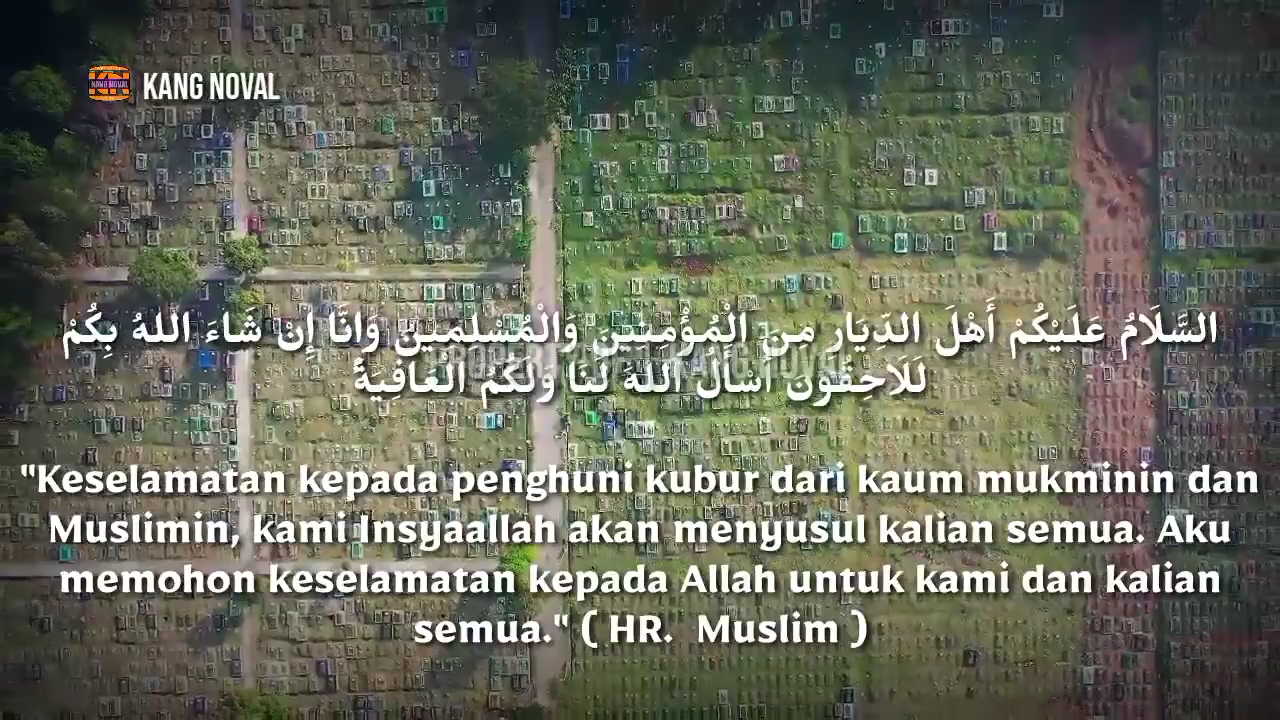 KANG NOVAL
KANG NOVAL
السَّلَامُ عَلَيْكُمْ أَهْلَ الدِّيَارِ مِنَ الْمُؤْمِنِينَ وَالْمُسْلِمِينَ وَإِنَّا إِنْ شَاءَ اللهُ بِكُمْ
لَلَاحِقُونَ أَسْأَلُ اللهَ لَنَا وَلَكُمُ الْعَافِيَةَ
"Keselamatan kepada penghuni kubur dari kaum mukminin dan
Muslimin, kami Insyaallah akan menyusul kalian semua. Aku
memohon keselamatan kepada Allah untuk kami dan kalian
semua." ( HR. Muslim )